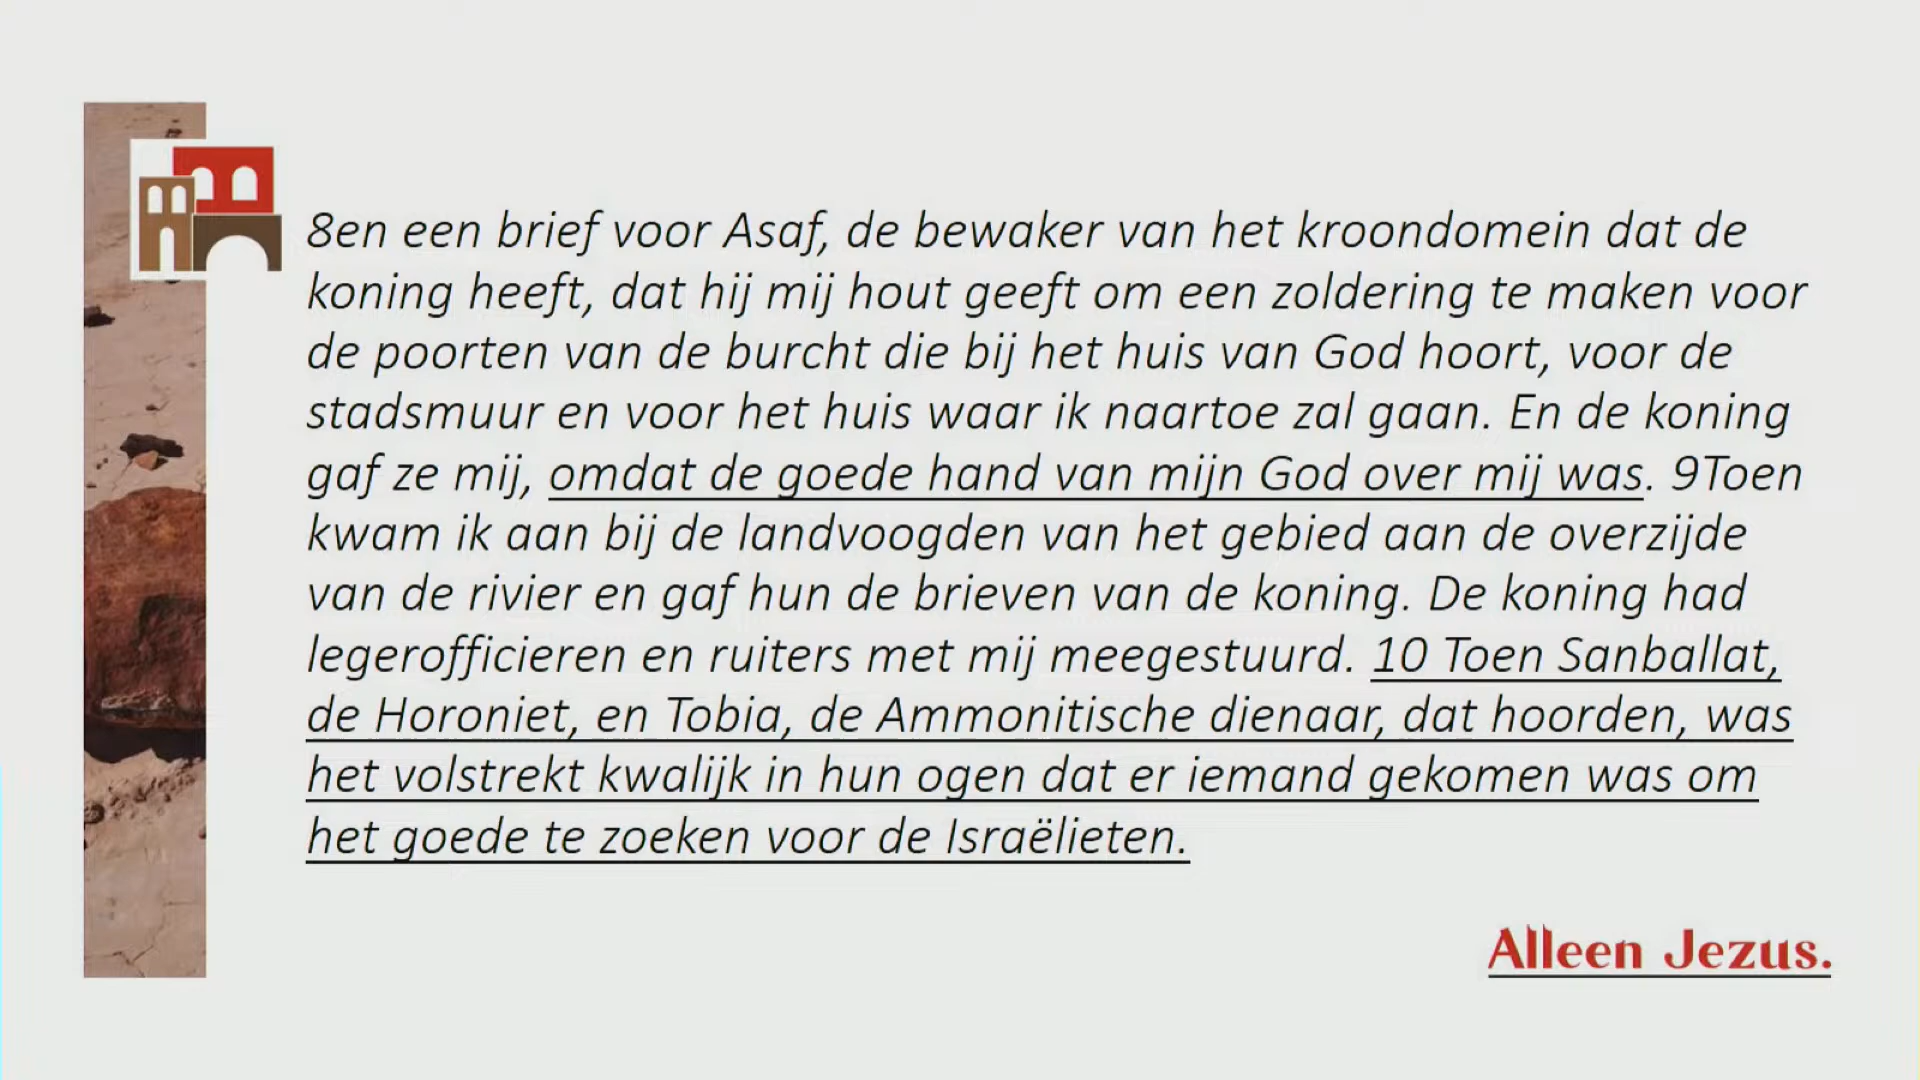 8en een brief voor Asaf, de bewaker van het kroondomein dat de
koning heeft, dat hij mij hout geeft om een zoldering te maken voor
de poorten van de burcht die bij het huis van God hoort, voor de
stadsmuur en voor het huis waar ik naartoe zal gaan. En de koning
gaf ze mij, omdat de goede hand van mijn God over mij was. 9Toen
kwam ik aan bij de landvoogden van het gebied aan de overzijde
van de rivier en gaf hun de brieven van de koning. De koning had
legerofficieren en ruiters met mij meegestuurd. 10 Toen Sanballat,
de Horoniet, en Tobia, de Ammonitische dienaar, dat hoorden, was
het volstrekt kwalijk in hun ogen dat er iemand gekomen was om
het goede te zoeken voor de Israëlieten.
Alleen Jezus.